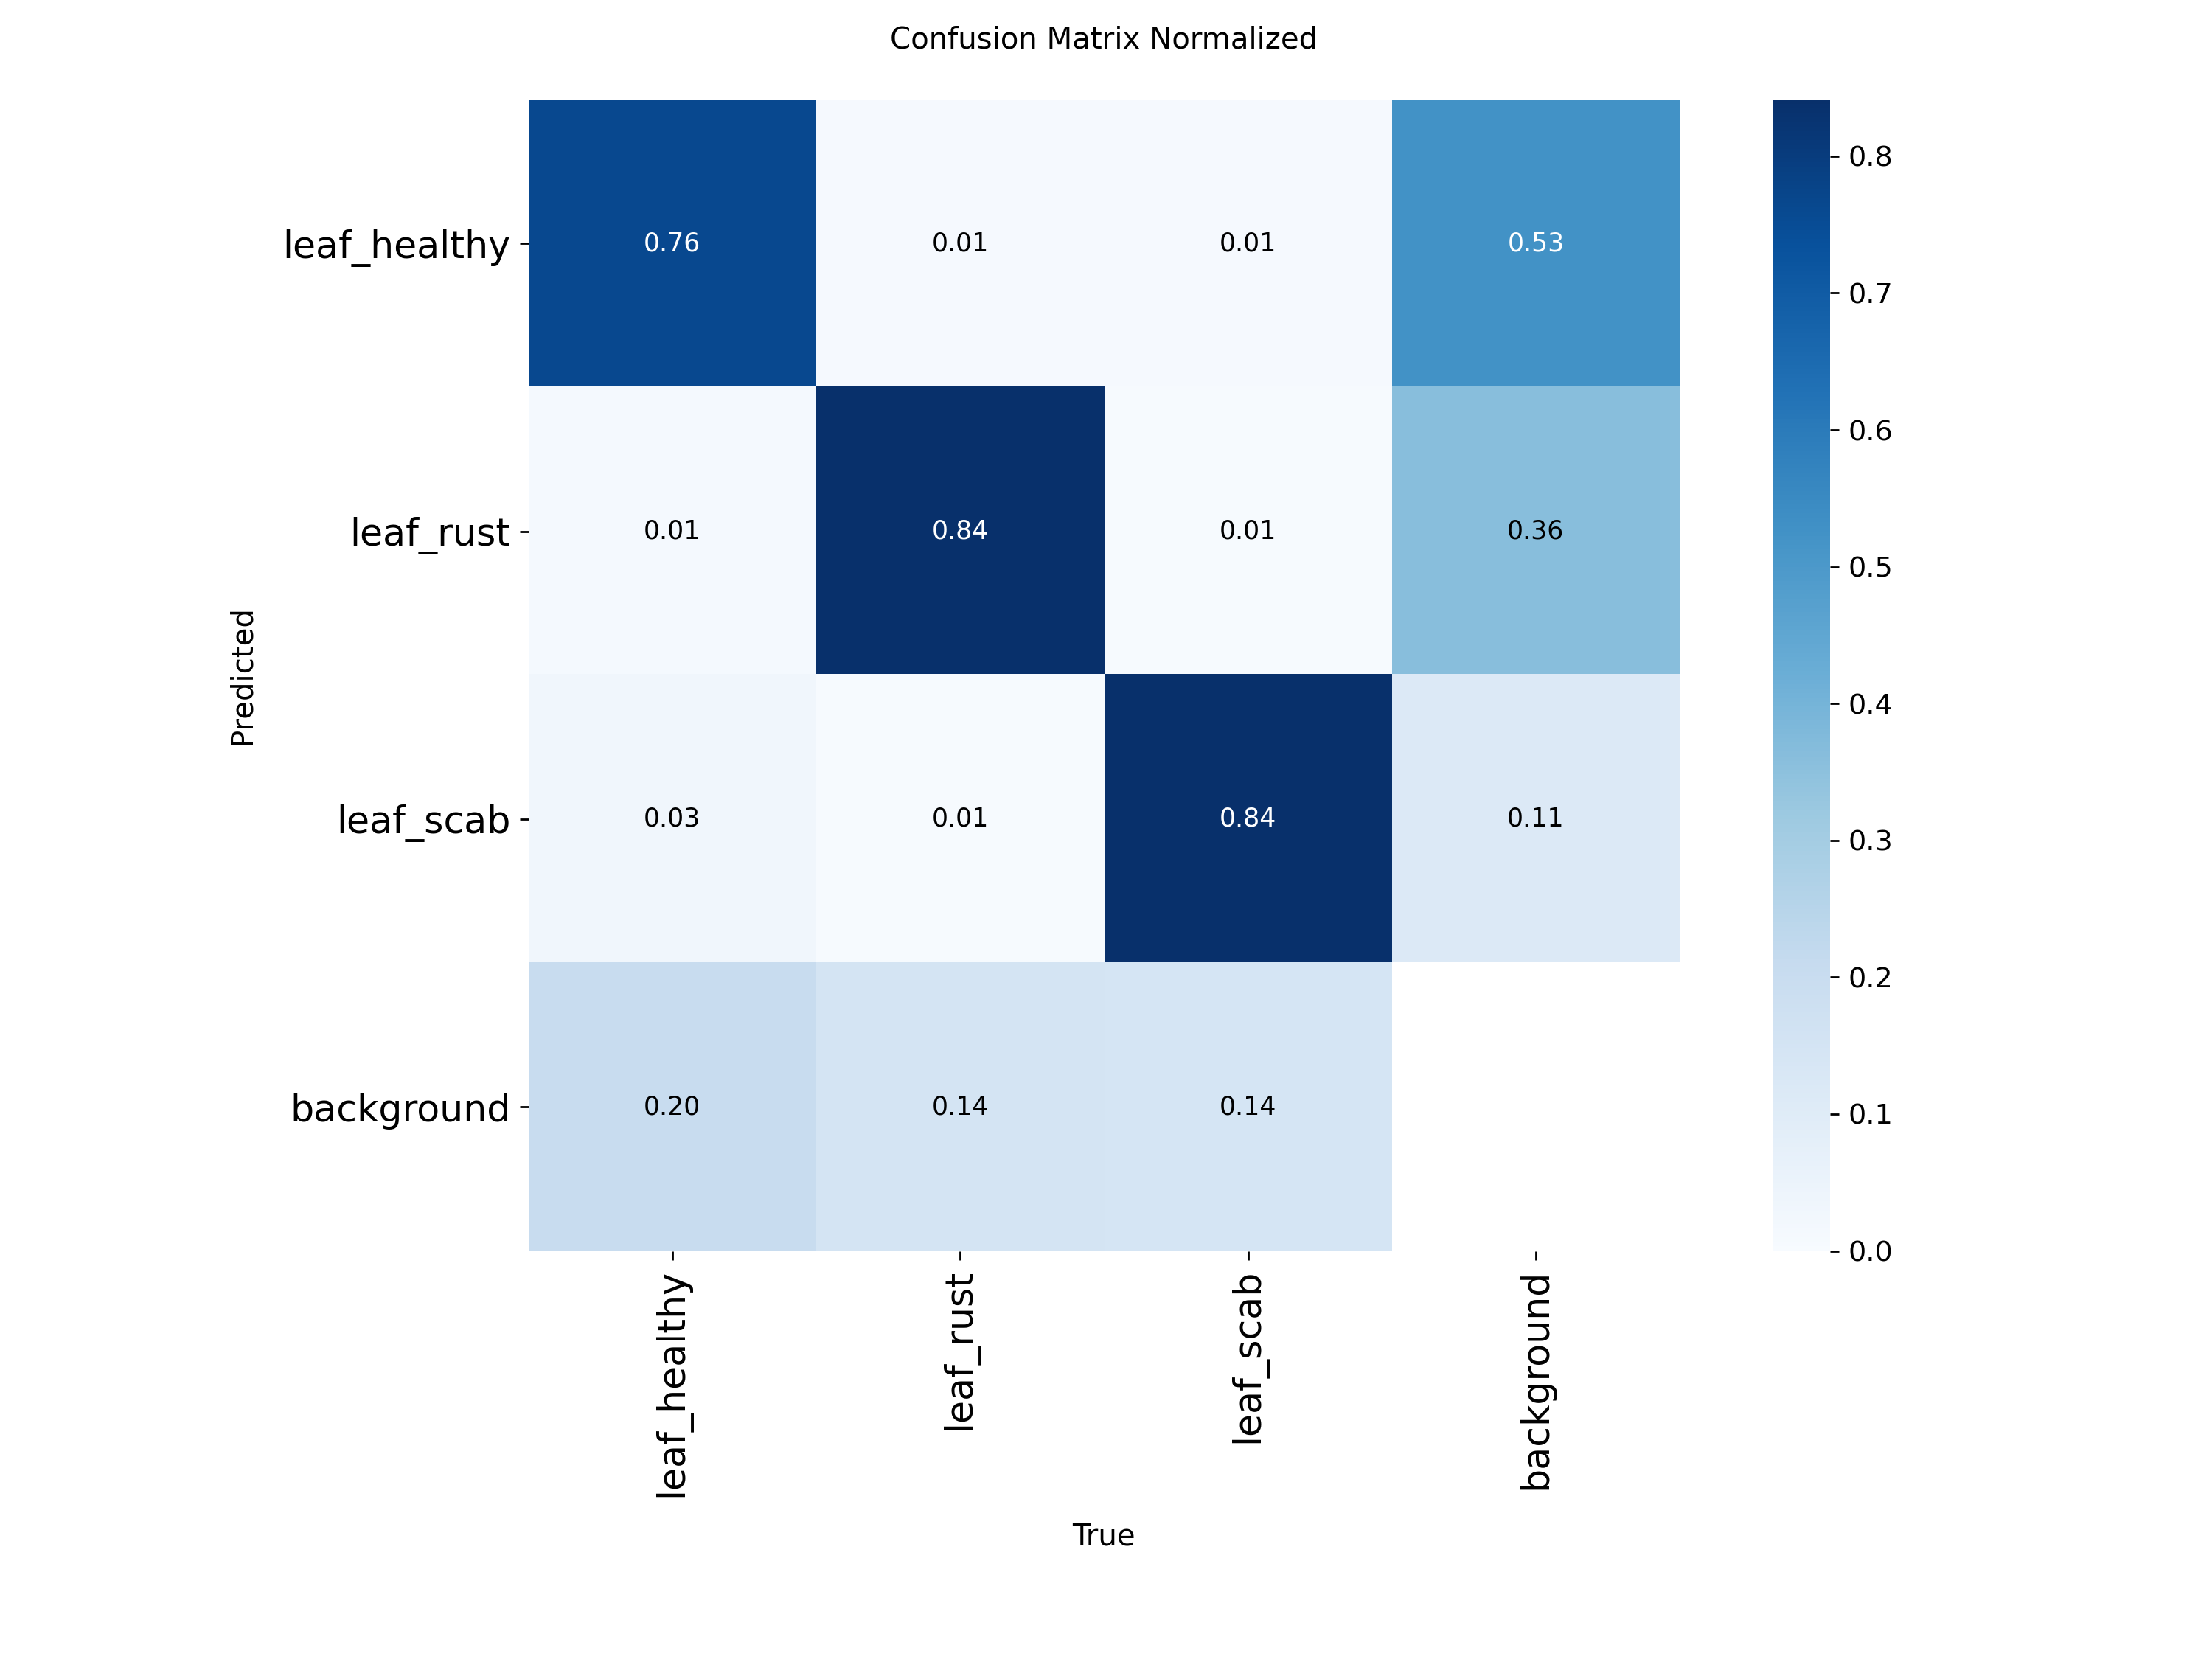 Confusion Matrix Normalized
leaf_healthy 0.76 0.01 0.01 0.53
leaf_rust 0.01 0.84 0.01 0.36
leaf_scab 0.03 0.01 0.84 0.11
background 0.20 0.14 0.14
Predicted
leaf_healthy leaf_rust leaf_scab background
True
0.8
0.7
0.6
0.5
0.4
0.3
0.2
0.1
0.0